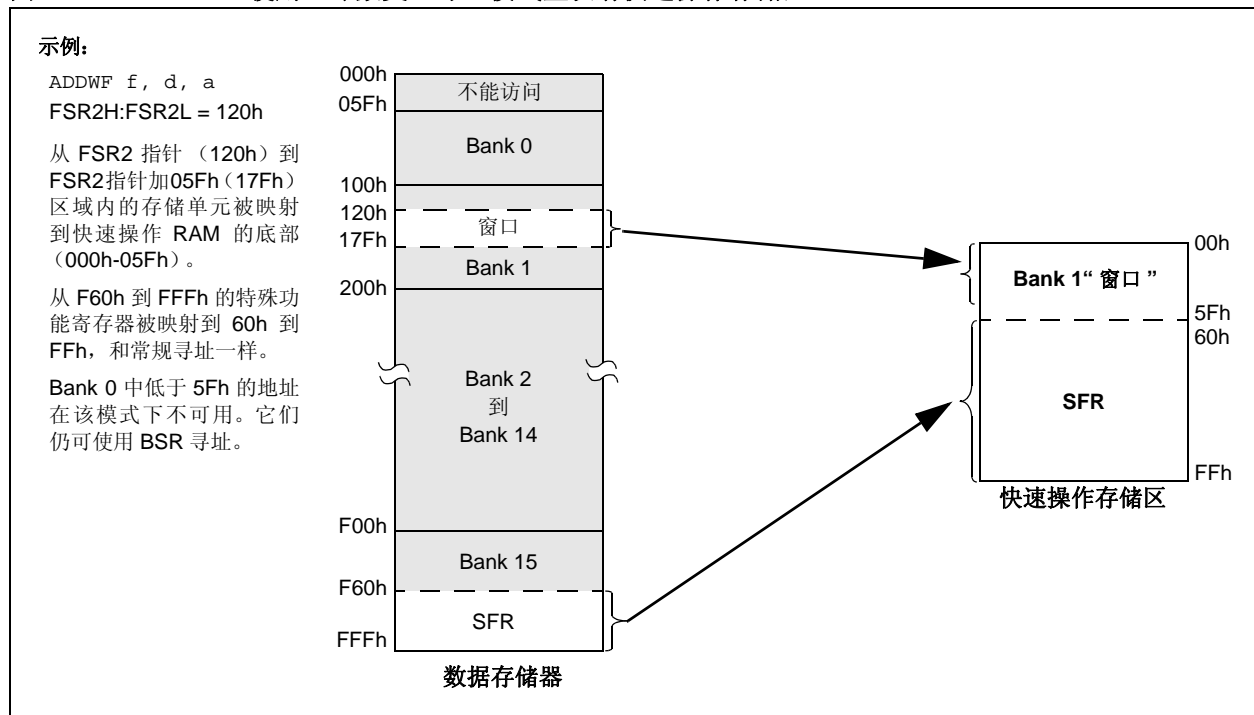 示例：
ADDWF f, d, a
FSR2H:FSR2L = 120h
从 FSR2 指针 （120h）到
FSR2指针加05Fh（17Fh）
区域内的存储单元被映射
到快速操作 RAM 的底部
（000h-05Fh）。
从 F60h 到 FFFh 的特殊功
能寄存器被映射到 60h 到
FFh，和常规寻址一样。
Bank 0 中低于 5Fh 的地址
在该模式下不可用。它们
仍可使用 BSR 寻址。
000h
不能访问
05Fh
Bank 0
100h
120h
窗口
17Fh
Bank 1
200h
Bank 2
到
Bank 14
F00h
Bank 15
F60h
SFR
FFFh
数据存储器
00h
Bank 1“ 窗口 ”
5Fh
60h
SFR
FFh
快速操作存储区